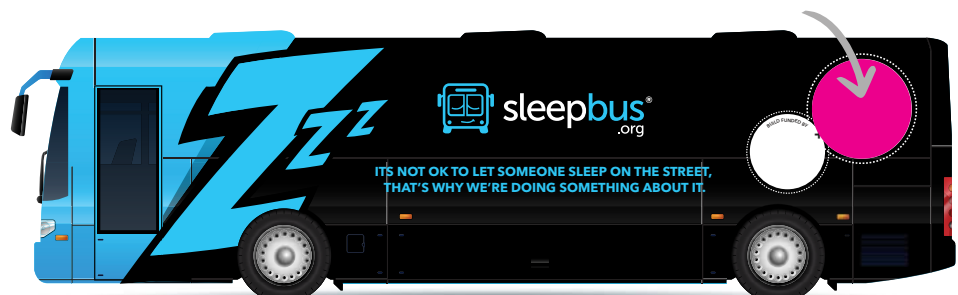 Zzz
sleepbus®
.org
ITS NOT OK TO LET SOMEONE SLEEP ON THE STREET,
THAT'S WHY WE'RE DOING SOMETHING ABOUT IT.
BUILD FUNDED BY
+